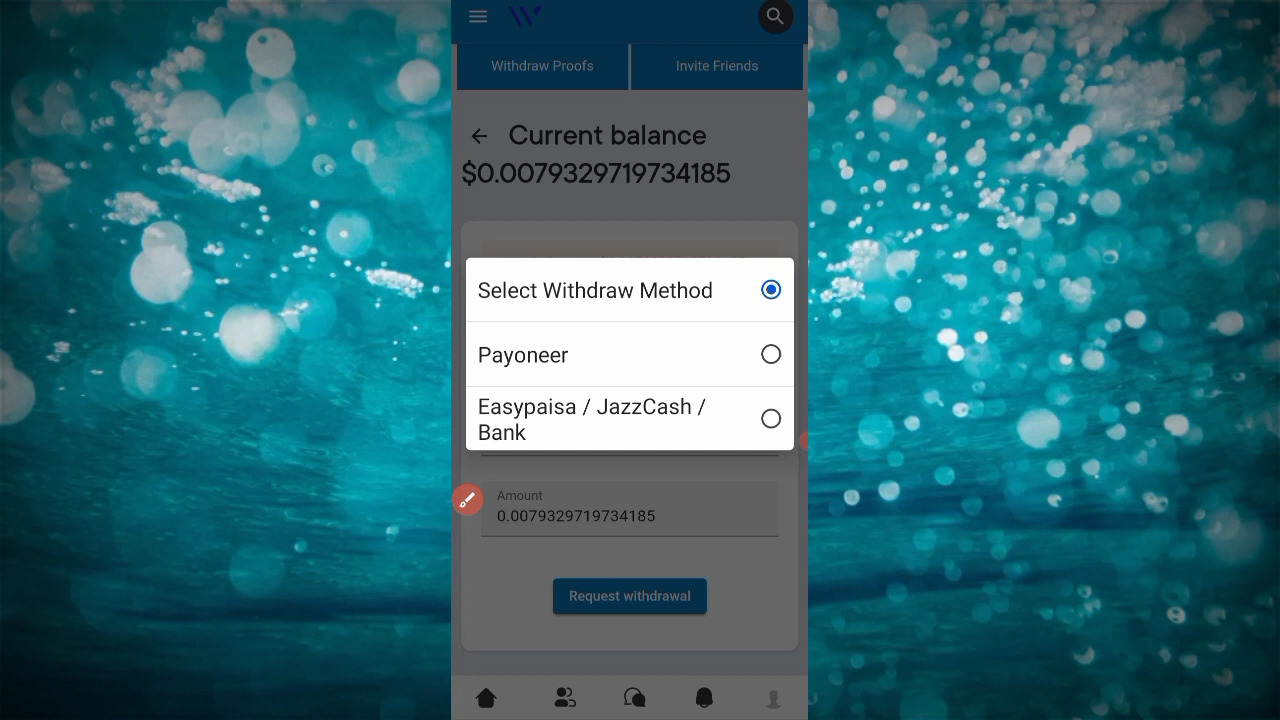 Withdraw Proofs
Invite Friends
Current balance
$0.0079329719734185
Select Withdraw Method
Payoneer
Easypaisa / JazzCash /
Bank
Amount
0.0079329719734185
Request withdrawal